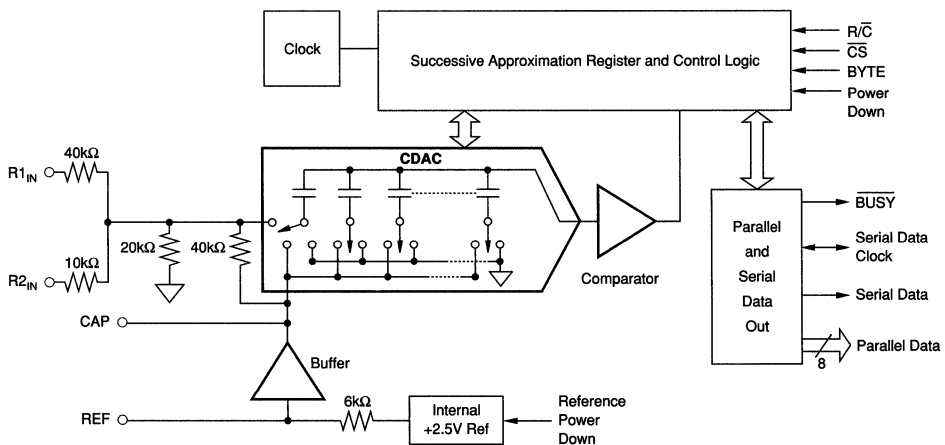 Clock
Successive Approximation Register and Control Logic
R/C̅
C̅S̅
BYTE
Power
Down
CDAC
40kΩ
R1IN
20kΩ
40kΩ
10kΩ
R2IN
Comparator
Parallel
and
Serial
Data
Out
B̅U̅S̅Y̅
Serial Data
Clock
Serial Data
Parallel Data
8
CAP
Buffer
REF
6kΩ
Internal
+2.5V Ref
Reference
Power
Down